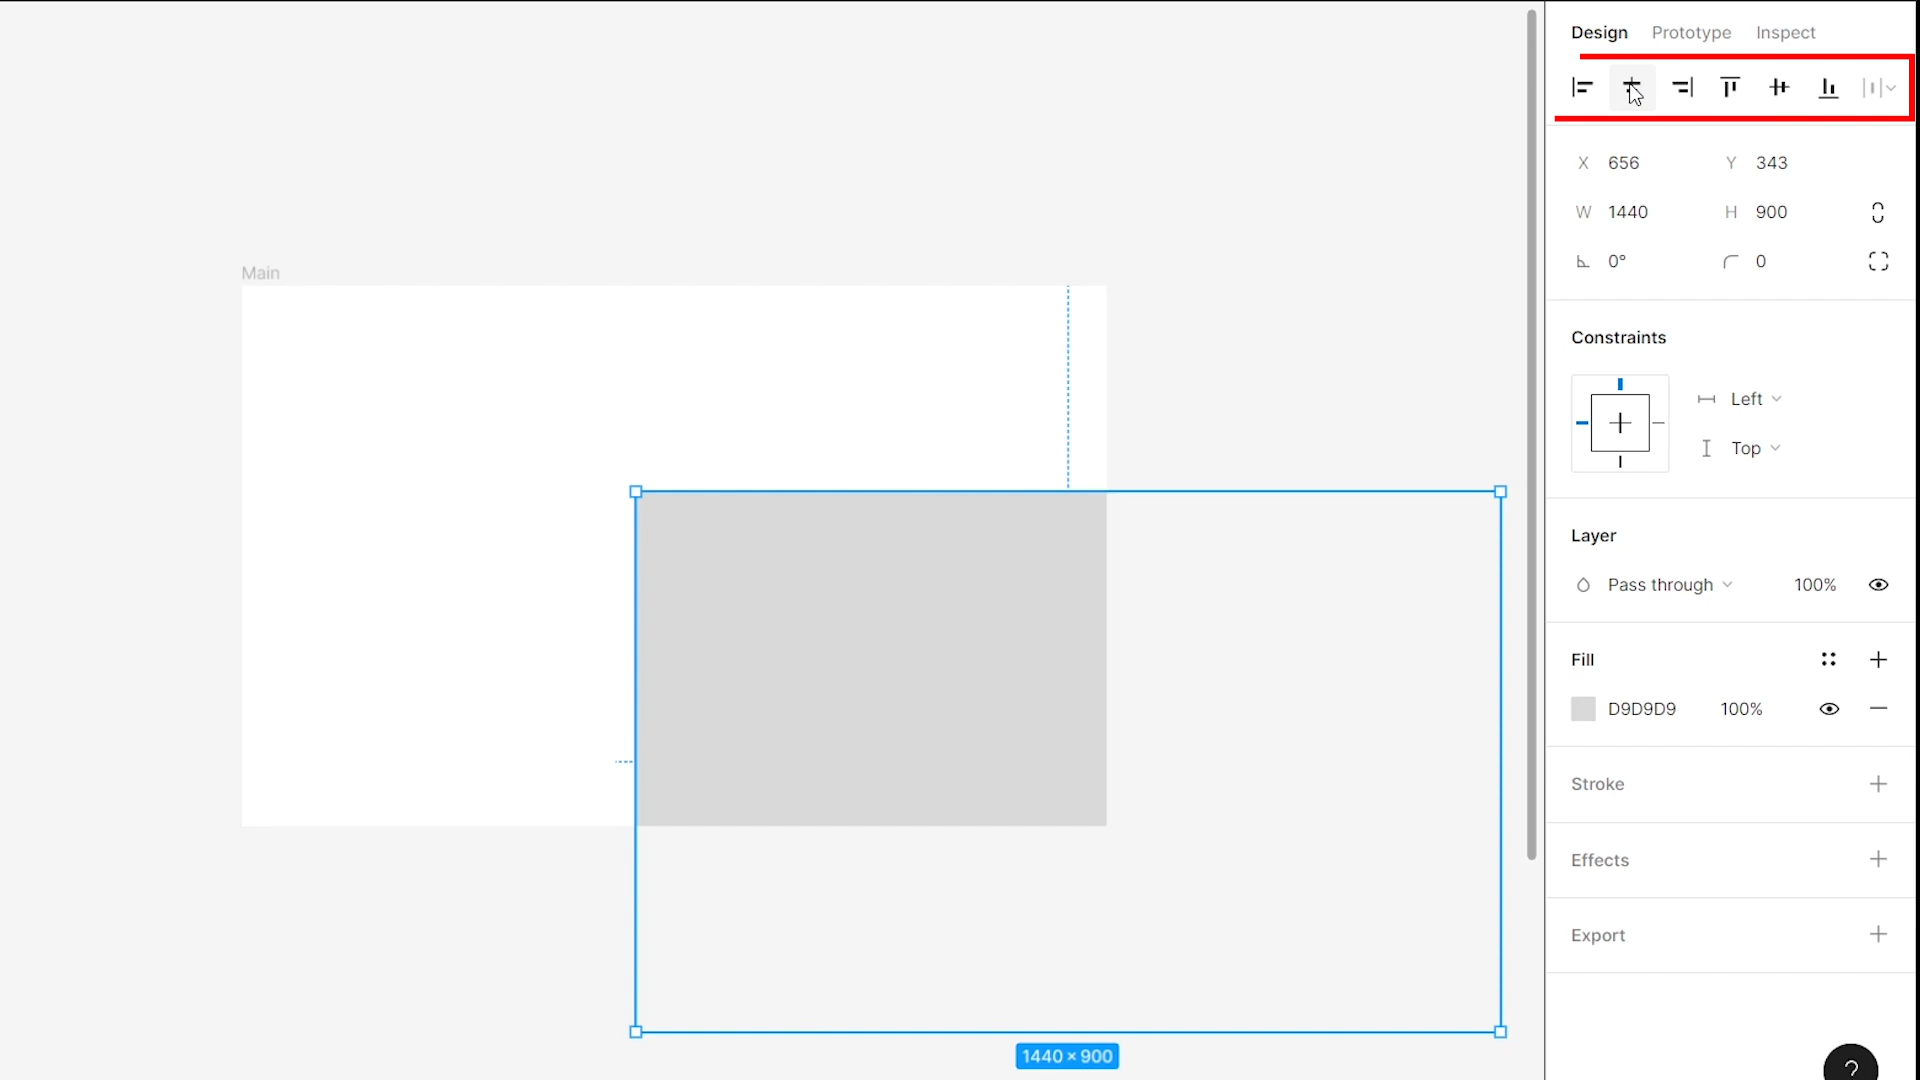 Design Prototype Inspect
X 656 Y 343
W 1440 H 900
0° 0
Main
Constraints
Left
Top
Layer
Pass through 100%
Fill
D9D9D9 100%
Stroke
Effects
Export
1440 × 900
?